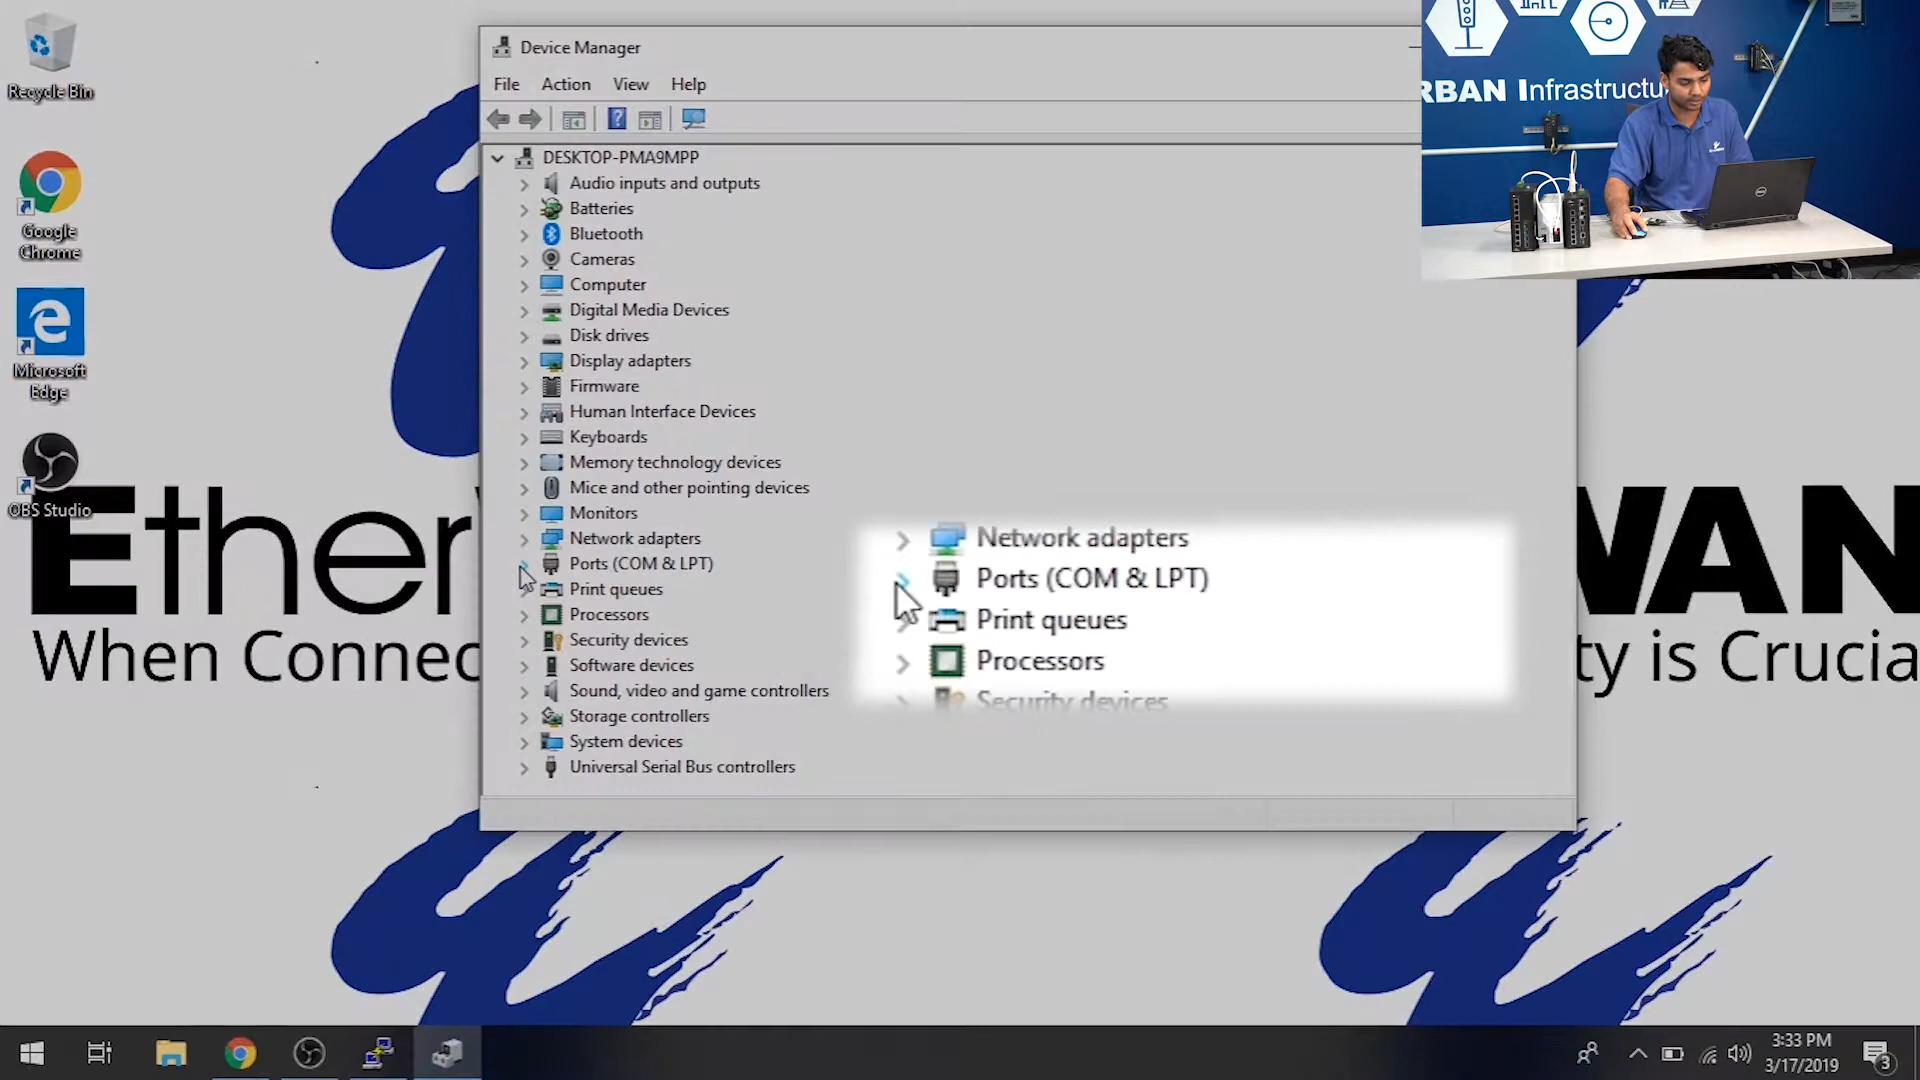 Recycle Bin
Google
Chrome
Microsoft
Edge
OBS Studio
Device Manager
File Action View Help
DESKTOP-PMA9MPP
Audio inputs and outputs
Batteries
Bluetooth
Cameras
Computer
Digital Media Devices
Disk drives
Display adapters
Firmware
Human Interface Devices
Keyboards
Memory technology devices
Mice and other pointing devices
Monitors
Network adapters
Ports (COM & LPT)
Print queues
Processors
Security devices
Software devices
Sound, video and game controllers
Storage controllers
System devices
Universal Serial Bus controllers
Network adapters
Ports (COM & LPT)
Print queues
Processors
Security devices
RBAN Infrastructu
Ether
WAN
When Connec
ty is Crucia
3:33 PM
3/17/2019
3